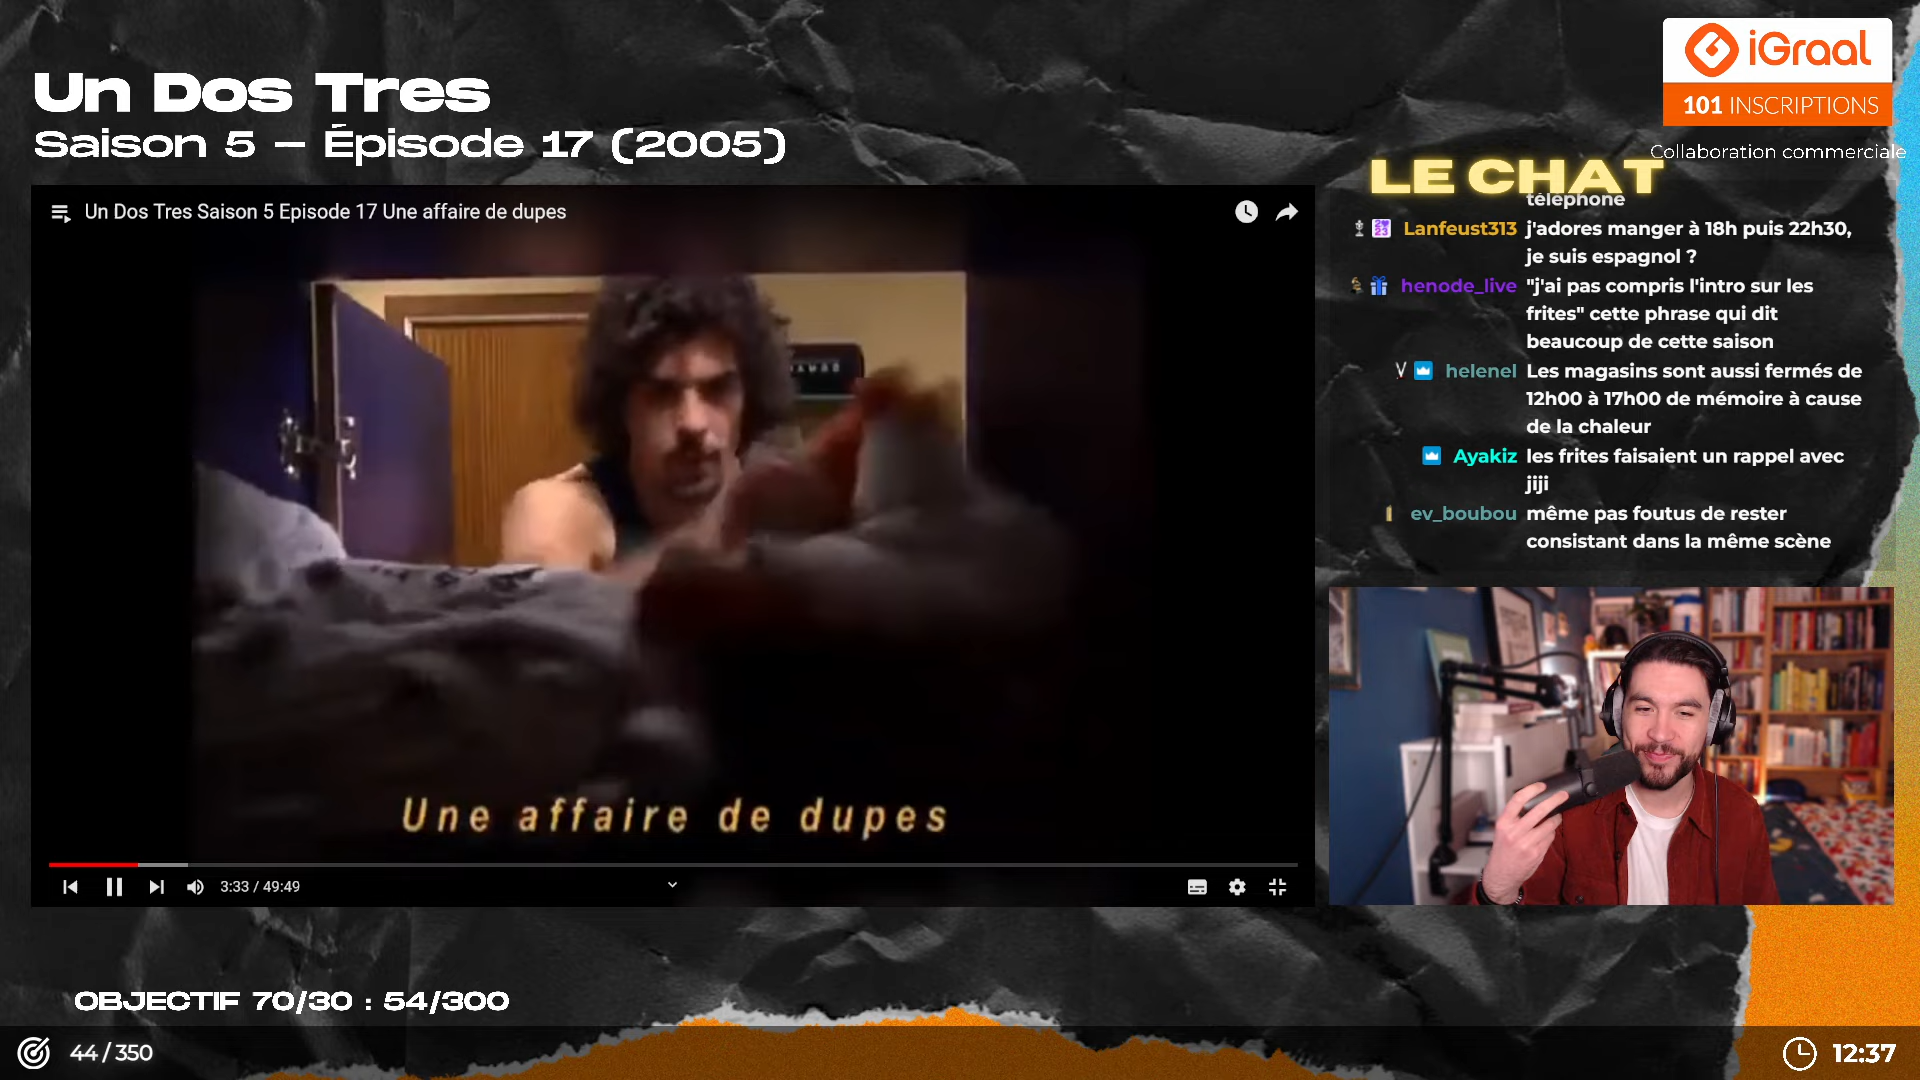 Un Dos Tres
Saison 5 – Épisode 17 (2005)
iGraal
101 INSCRIPTIONS
Collaboration commerciale
LE CHAT
Un Dos Tres Saison 5 Episode 17 Une affaire de dupes
téléphone
Lanfeust313 j'adores manger à 18h puis 22h30,
je suis espagnol ?
henode_live "j'ai pas compris l'intro sur les
frites" cette phrase qui dit
beaucoup de cette saison
helenel Les magasins sont aussi fermés de
12h00 à 17h00 de mémoire à cause
de la chaleur
Ayakiz les frites faisaient un rappel avec
jiji
ev_boubou même pas foutus de rester
consistant dans la même scène
Une affaire de dupes
3:33 / 49:49
OBJECTIF 70/30 : 54/300
44 / 350
12:37